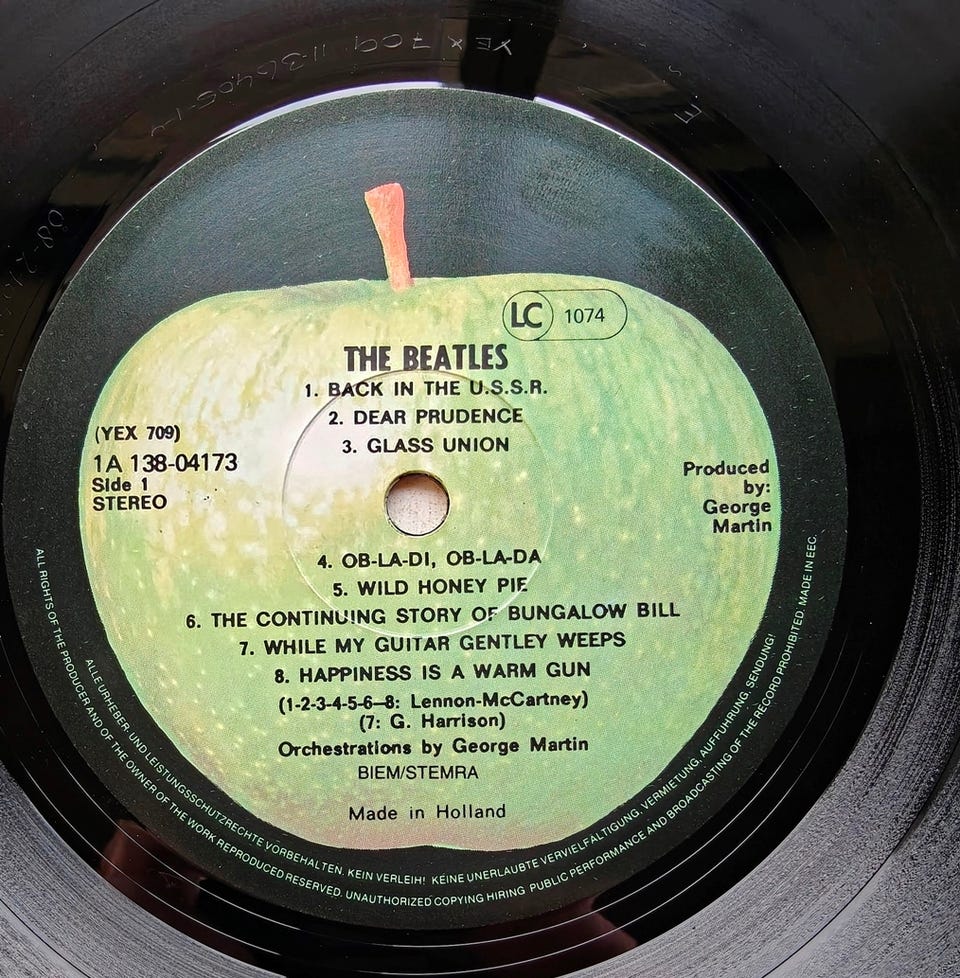 YEX 709 11-36405-1-Y
LC 1074
THE BEATLES
1. BACK IN THE U.S.S.R.
2. DEAR PRUDENCE
3. GLASS UNION
(YEX 709)
1A 138-04173
Side 1
STEREO
Produced
by:
George
Martin
4. OB-LA-DI, OB-LA-DA
5. WILD HONEY PIE
6. THE CONTINUING STORY OF BUNGALOW BILL
7. WHILE MY GUITAR GENTLEY WEEPS
8. HAPPINESS IS A WARM GUN
(1-2-3-4-5-6-8: Lennon-McCartney)
(7: G. Harrison)
Orchestrations by George Martin
BIEM/STEMRA
Made in Holland
ALLE URHEBER- UND LEISTUNGSSCHUTZRECHTE VORBEHALTEN. KEIN VERLEIH! KEINE UNERLAUBTE VERVIELFÄLTIGUNG, VERMIETUNG, AUFFÜHRUNG, SENDUNG!
ALL RIGHTS OF THE PRODUCER AND OF THE OWNER OF THE WORK REPRODUCED RESERVED. UNAUTHORIZED COPYING HIRING PUBLIC PERFORMANCE AND BROADCASTING OF THE RECORD PROHIBITED. MADE IN EEC.